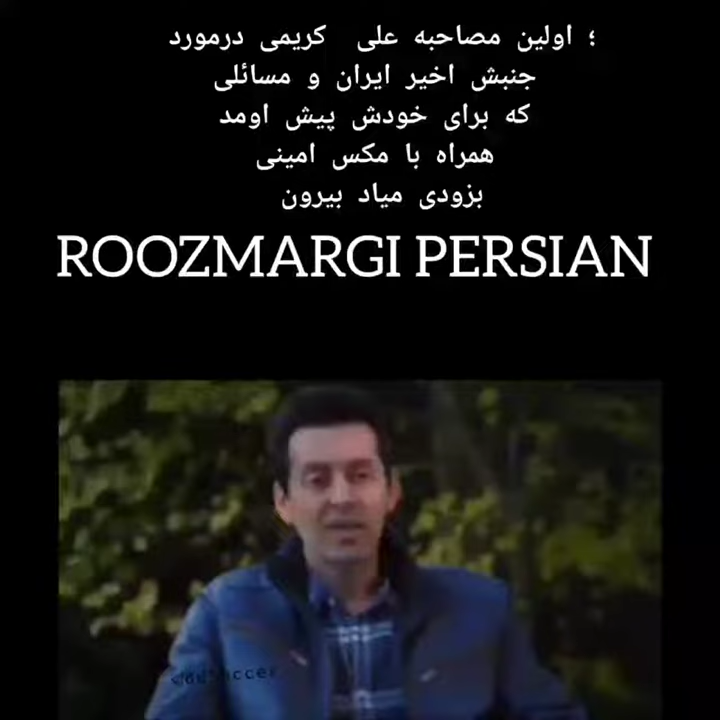 ؛ اولین مصاحبه علی کریمی درمورد
جنبش اخیر ایران و مسائلی
که برای خودش پیش اومد
همراه با مکس امینی
بزودی میاد بیرون
ROOZMARGI PERSIAN